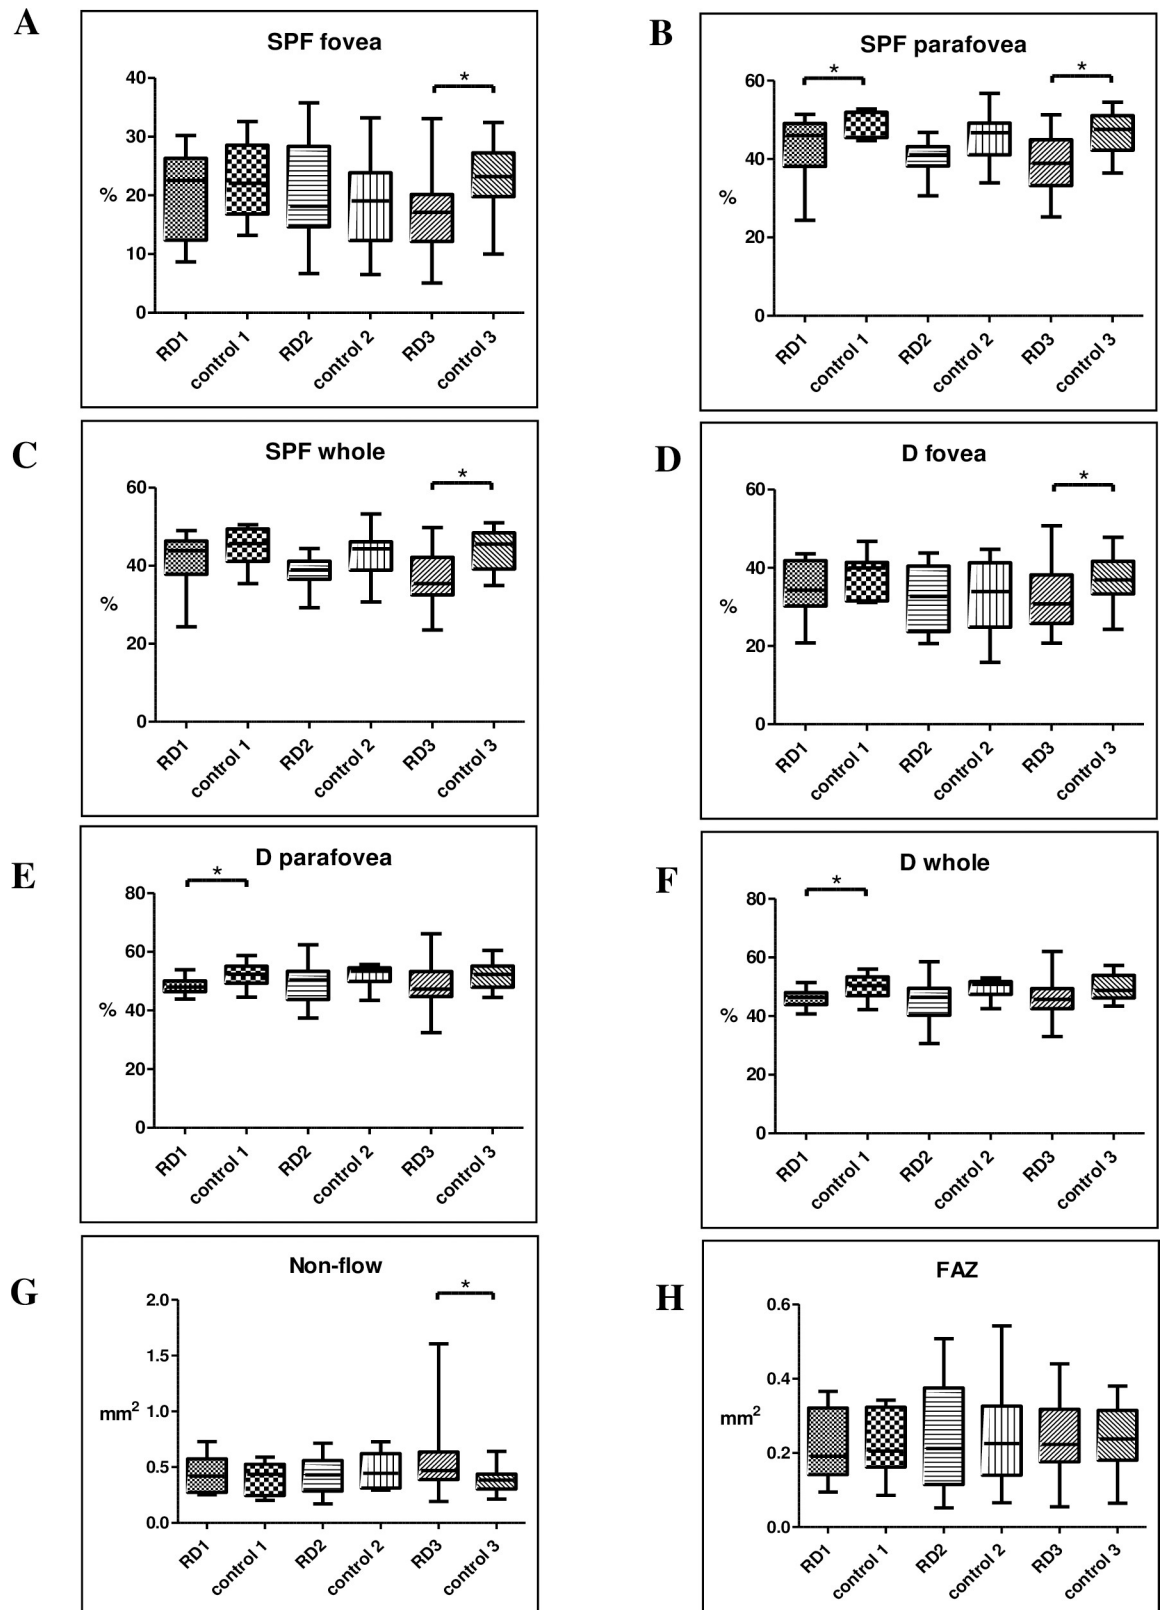 A
SPF fovea
*
40
30
20
10
0
%
RD1
control 1
RD2
control 2
RD3
control 3
B
SPF parafovea
*
*
60
40
20
0
%
RD1
control 1
RD2
control 2
RD3
control 3
C
SPF whole
*
60
40
20
0
%
RD1
control 1
RD2
control 2
RD3
control 3
D
D fovea
*
60
40
20
0
%
RD1
control 1
RD2
control 2
RD3
control 3
E
D parafovea
*
80
60
40
20
0
%
RD1
control 1
RD2
control 2
RD3
control 3
F
D whole
*
80
60
40
20
0
%
RD1
control 1
RD2
control 2
RD3
control 3
G
Non-flow
*
2.0
1.5
1.0
0.5
0.0
mm²
RD1
control 1
RD2
control 2
RD3
control 3
H
FAZ
0.6
0.4
0.2
0.0
mm²
RD1
control 1
RD2
control 2
RD3
control 3